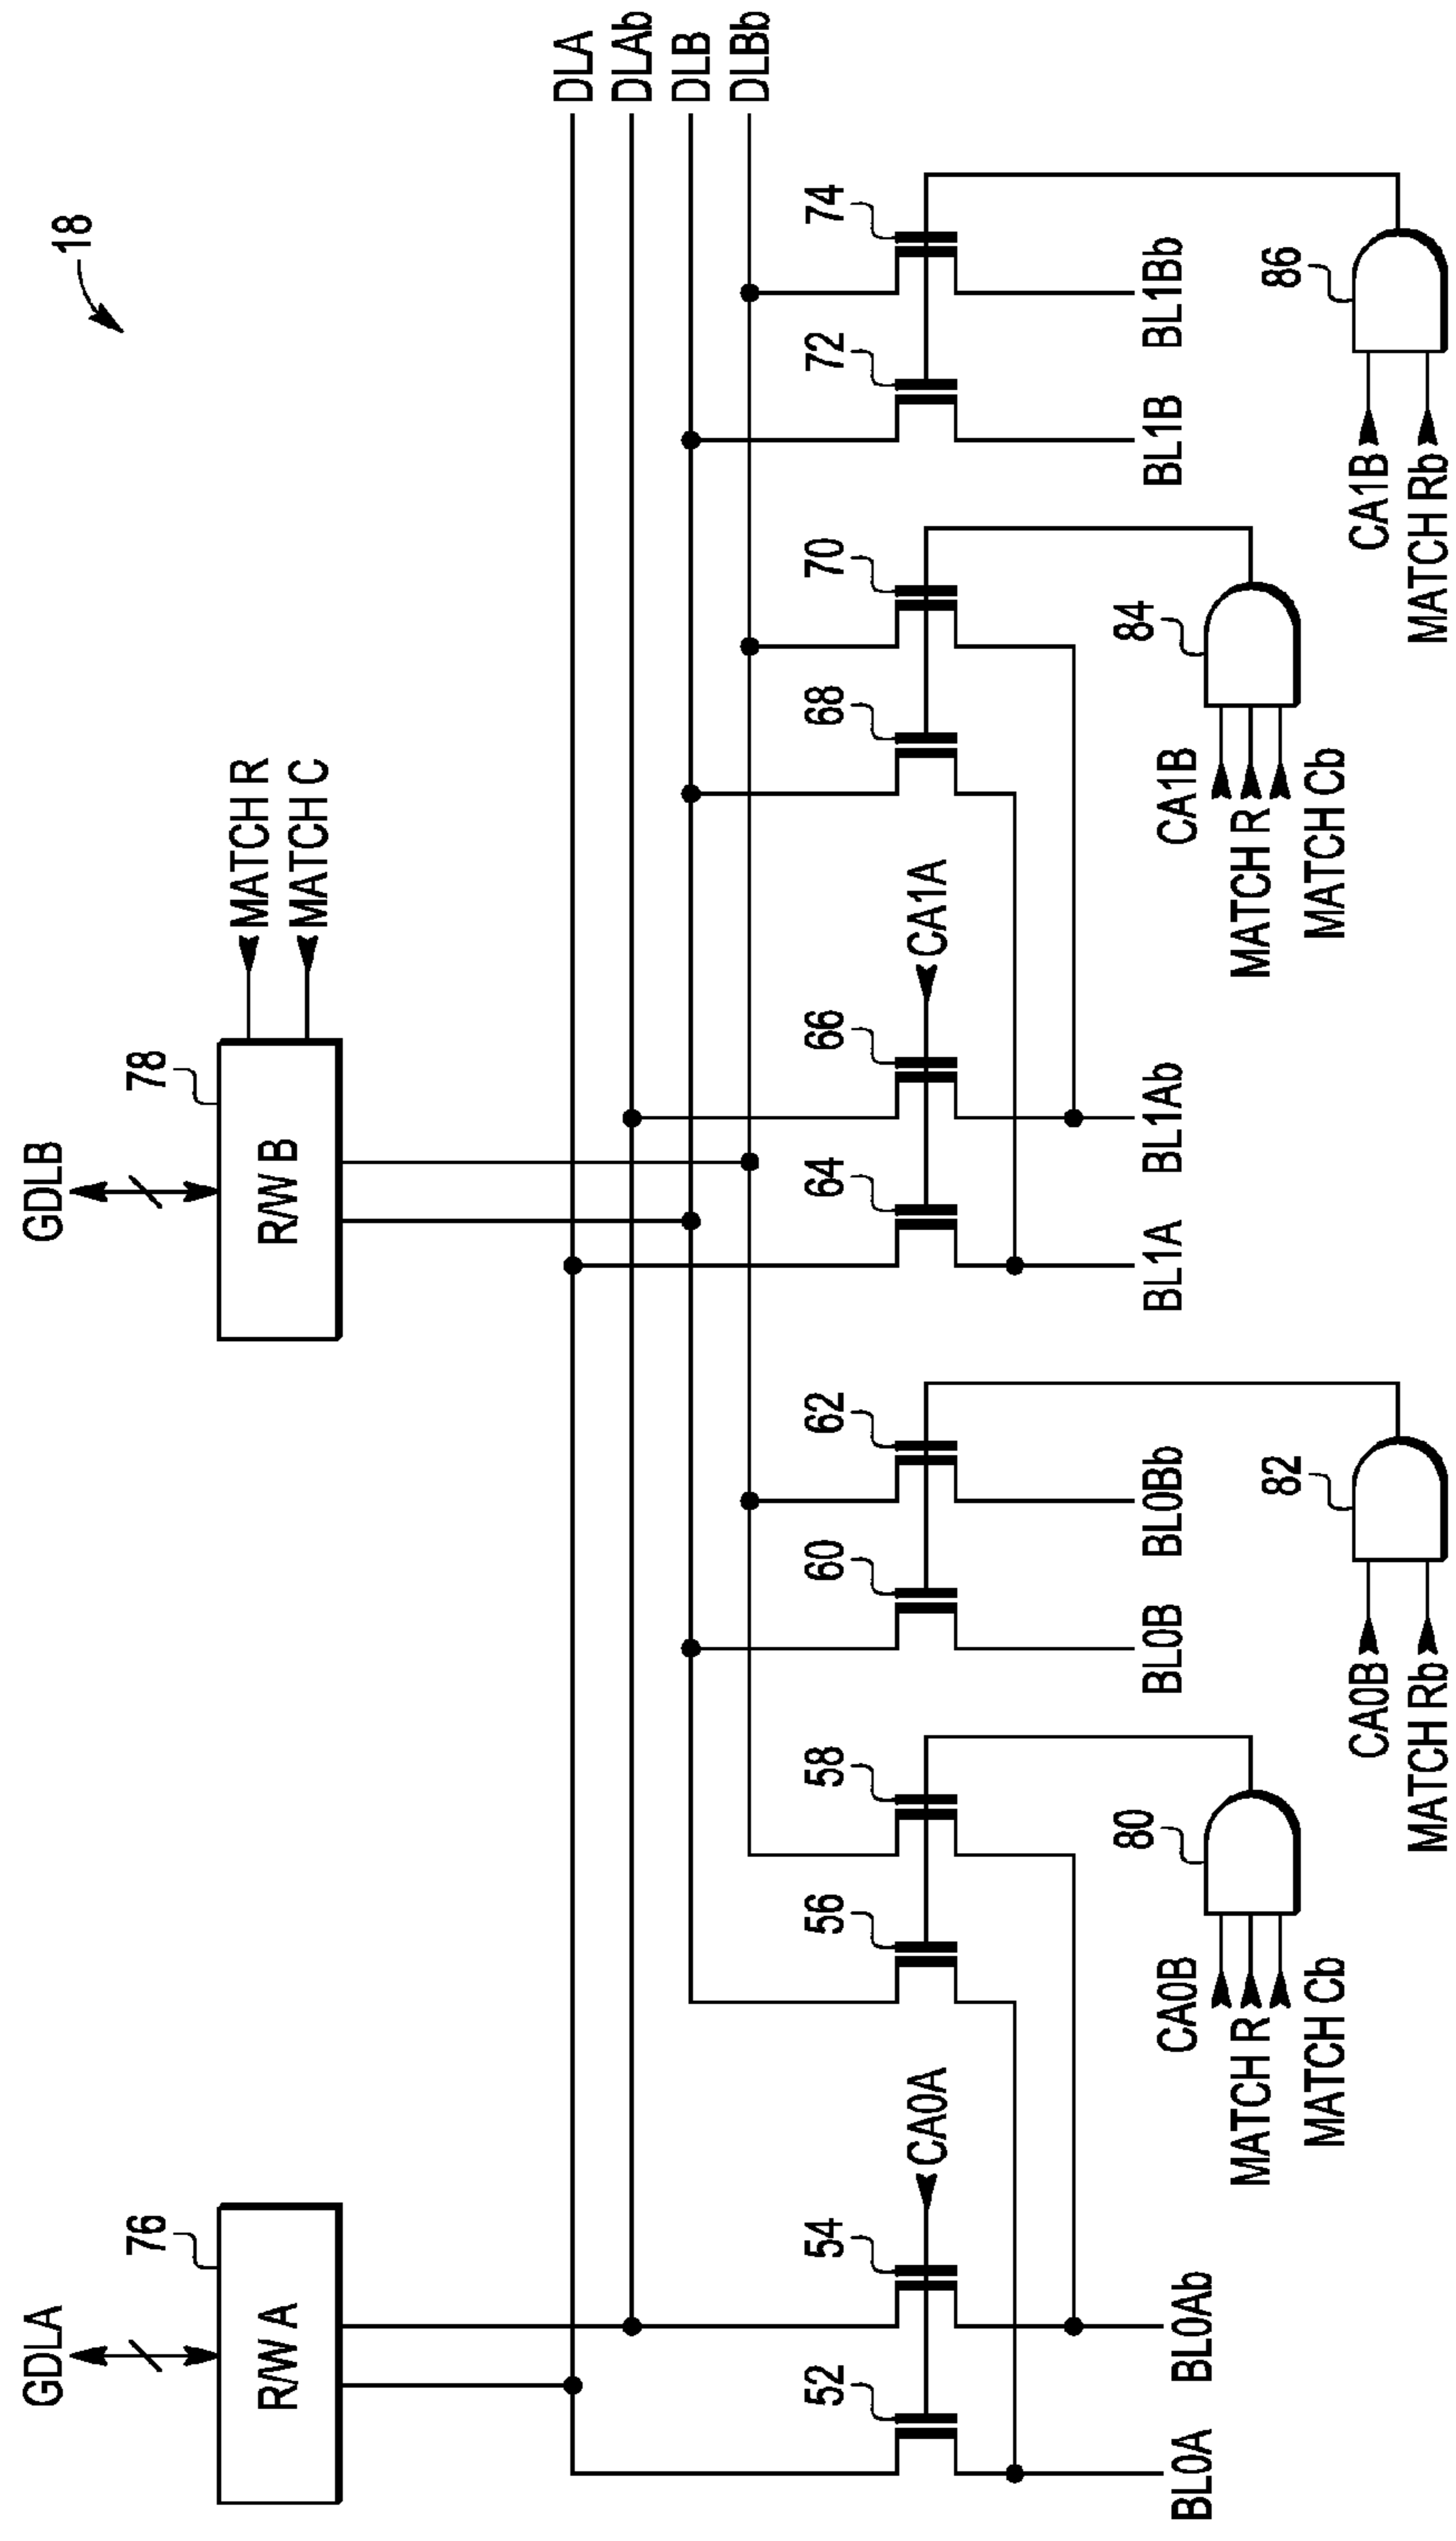 18
GDLA
76
R/W A
GDLB
78
R/W B
MATCH R
MATCH C
DLA
DLAb
DLB
DLBb
52
54
CA0A
56
58
60
62
64
66
CA1A
68
70
72
74
BL0A
BL0Ab
BL0B
BL0Bb
BL1A
BL1Ab
BL1B
BL1Bb
80
CA0B
MATCH R
MATCH Cb
82
CA0B
MATCH Rb
84
CA1B
MATCH R
MATCH Cb
86
CA1B
MATCH Rb